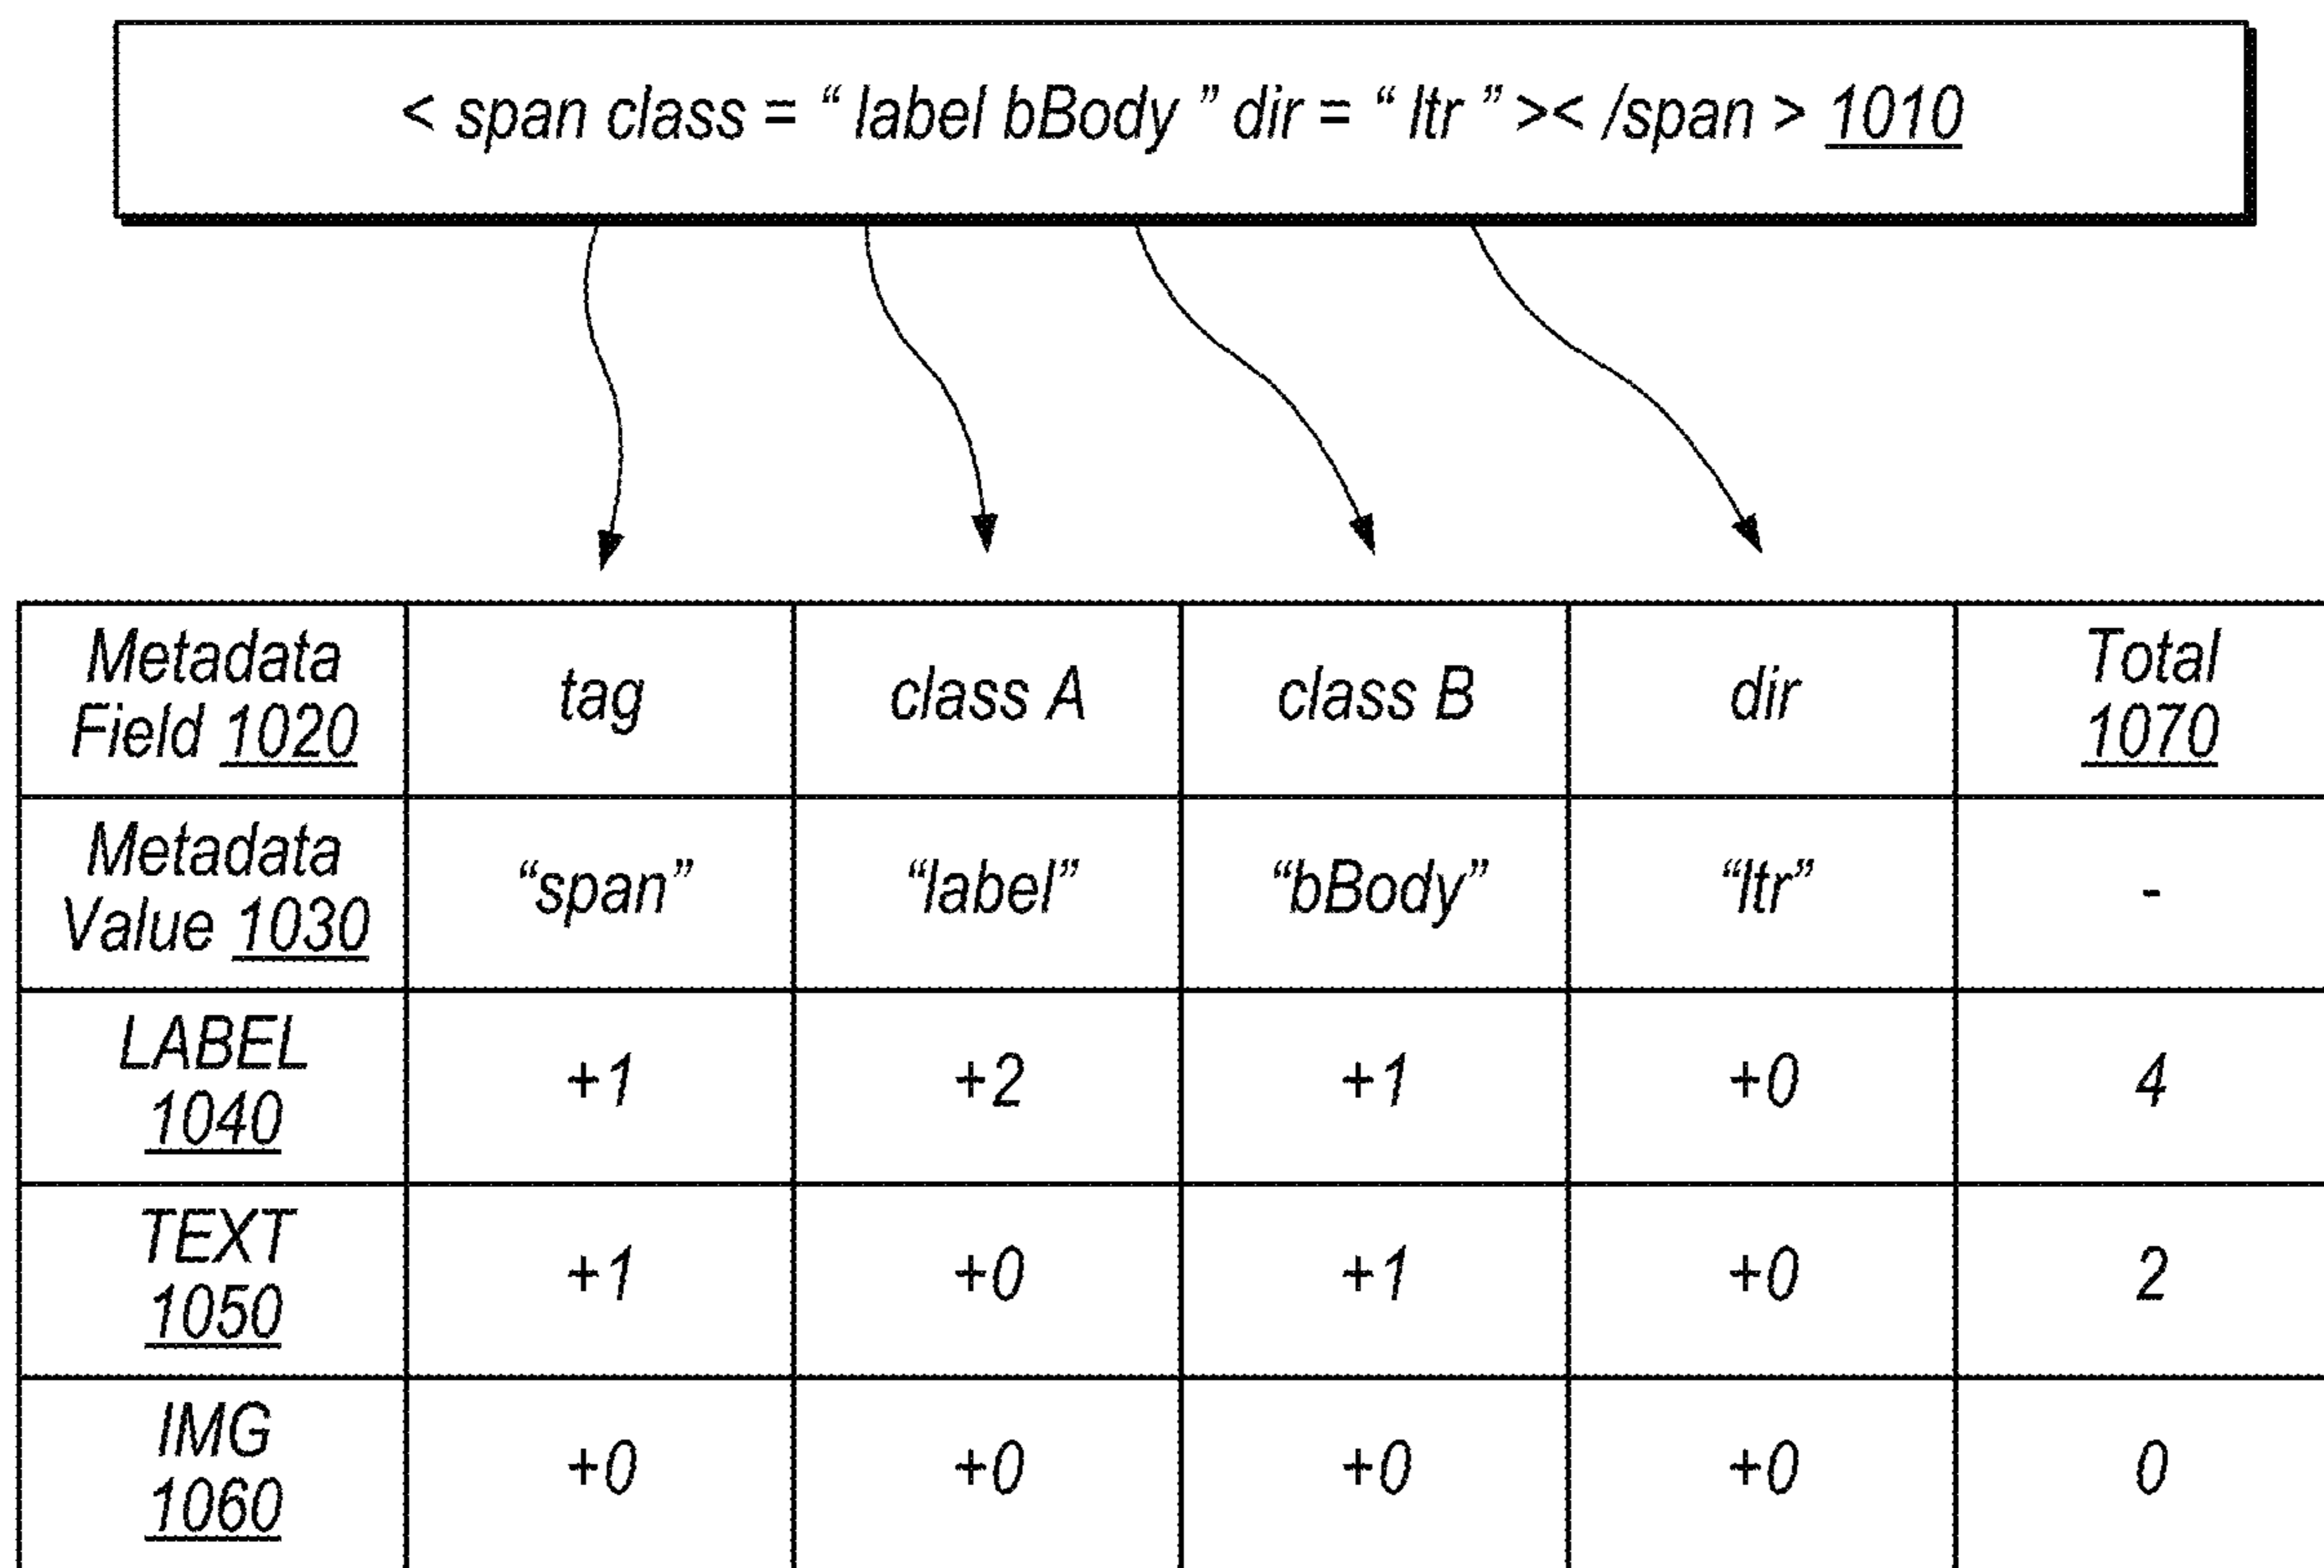 < span class = “ label bBody ” dir = “ ltr ” >< /span > 1010
Metadata
Field 1020
tag
class A
class B
dir
Total
1070
Metadata
Value 1030
“span”
“label”
“bBody”
“ltr”
-
LABEL
1040
+1
+2
+1
+0
4
TEXT
1050
+1
+0
+1
+0
2
IMG
1060
+0
+0
+0
+0
0